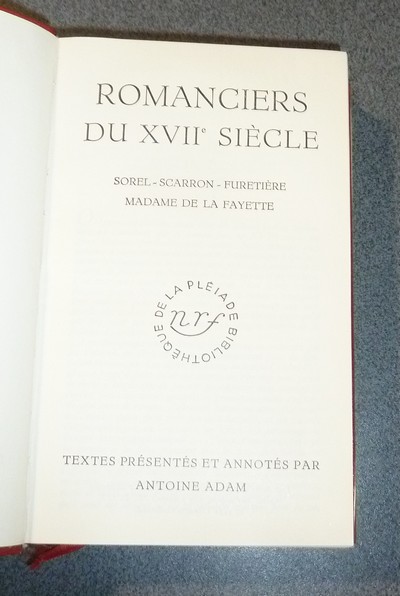 ROMANCIERS
DU XVIIe SIÈCLE
SOREL - SCARRON - FURETIÈRE
MADAME DE LA FAYETTE
BIBLIOTHÈQUE DE LA PLÉIADE
nrf
TEXTES PRÉSENTÉS ET ANNOTÉS PAR
ANTOINE ADAM